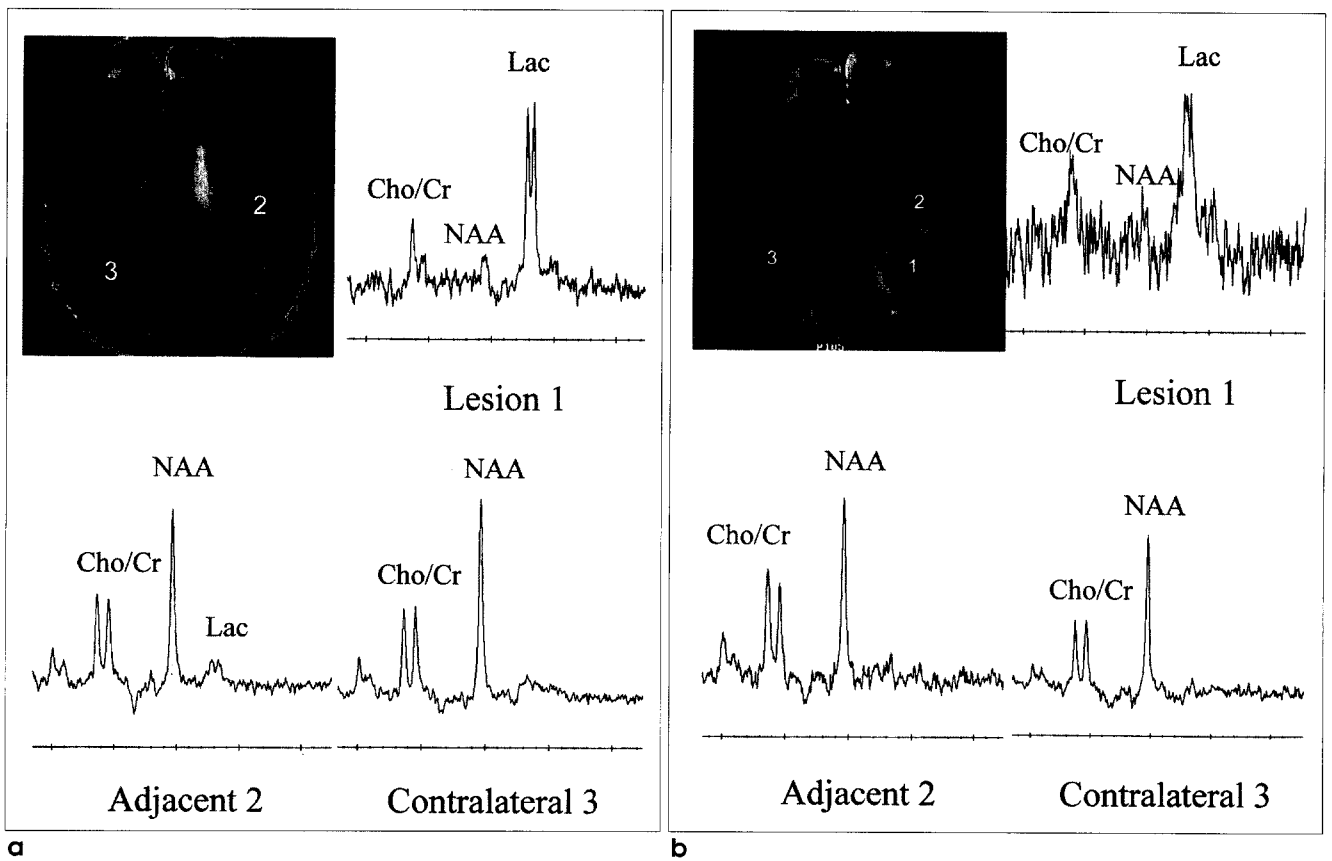 Lac
Cho/Cr
NAA
2
3
Lesion 1
NAA
Cho/Cr
Lac
Adjacent 2
NAA
Cho/Cr
Contralateral 3
a
Lac
Cho/Cr
NAA
2
3
1
Lesion 1
NAA
Cho/Cr
Adjacent 2
NAA
Cho/Cr
Contralateral 3
b